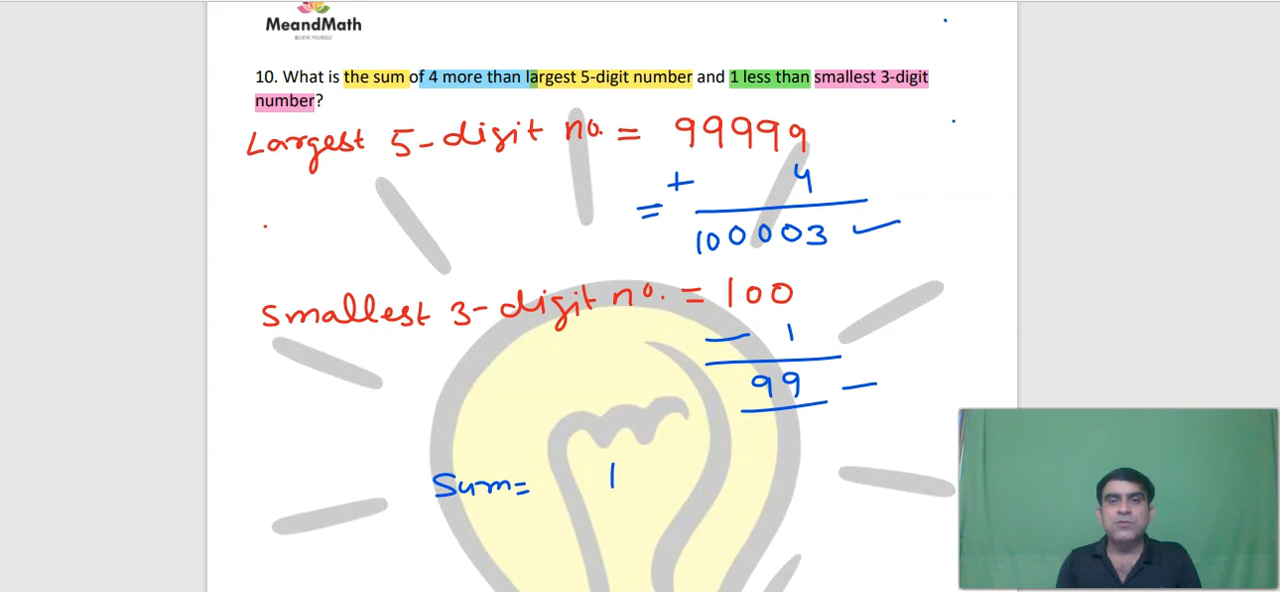 MeandMath
BELIEVE YOURSELF
10. What is the sum of 4 more than largest 5-digit number and 1 less than smallest 3-digit
number?
Largest 5-digit no. = 99999
+ 4
= 100003
Smallest 3-digit no. = 100
- 1
99
Sum= 1